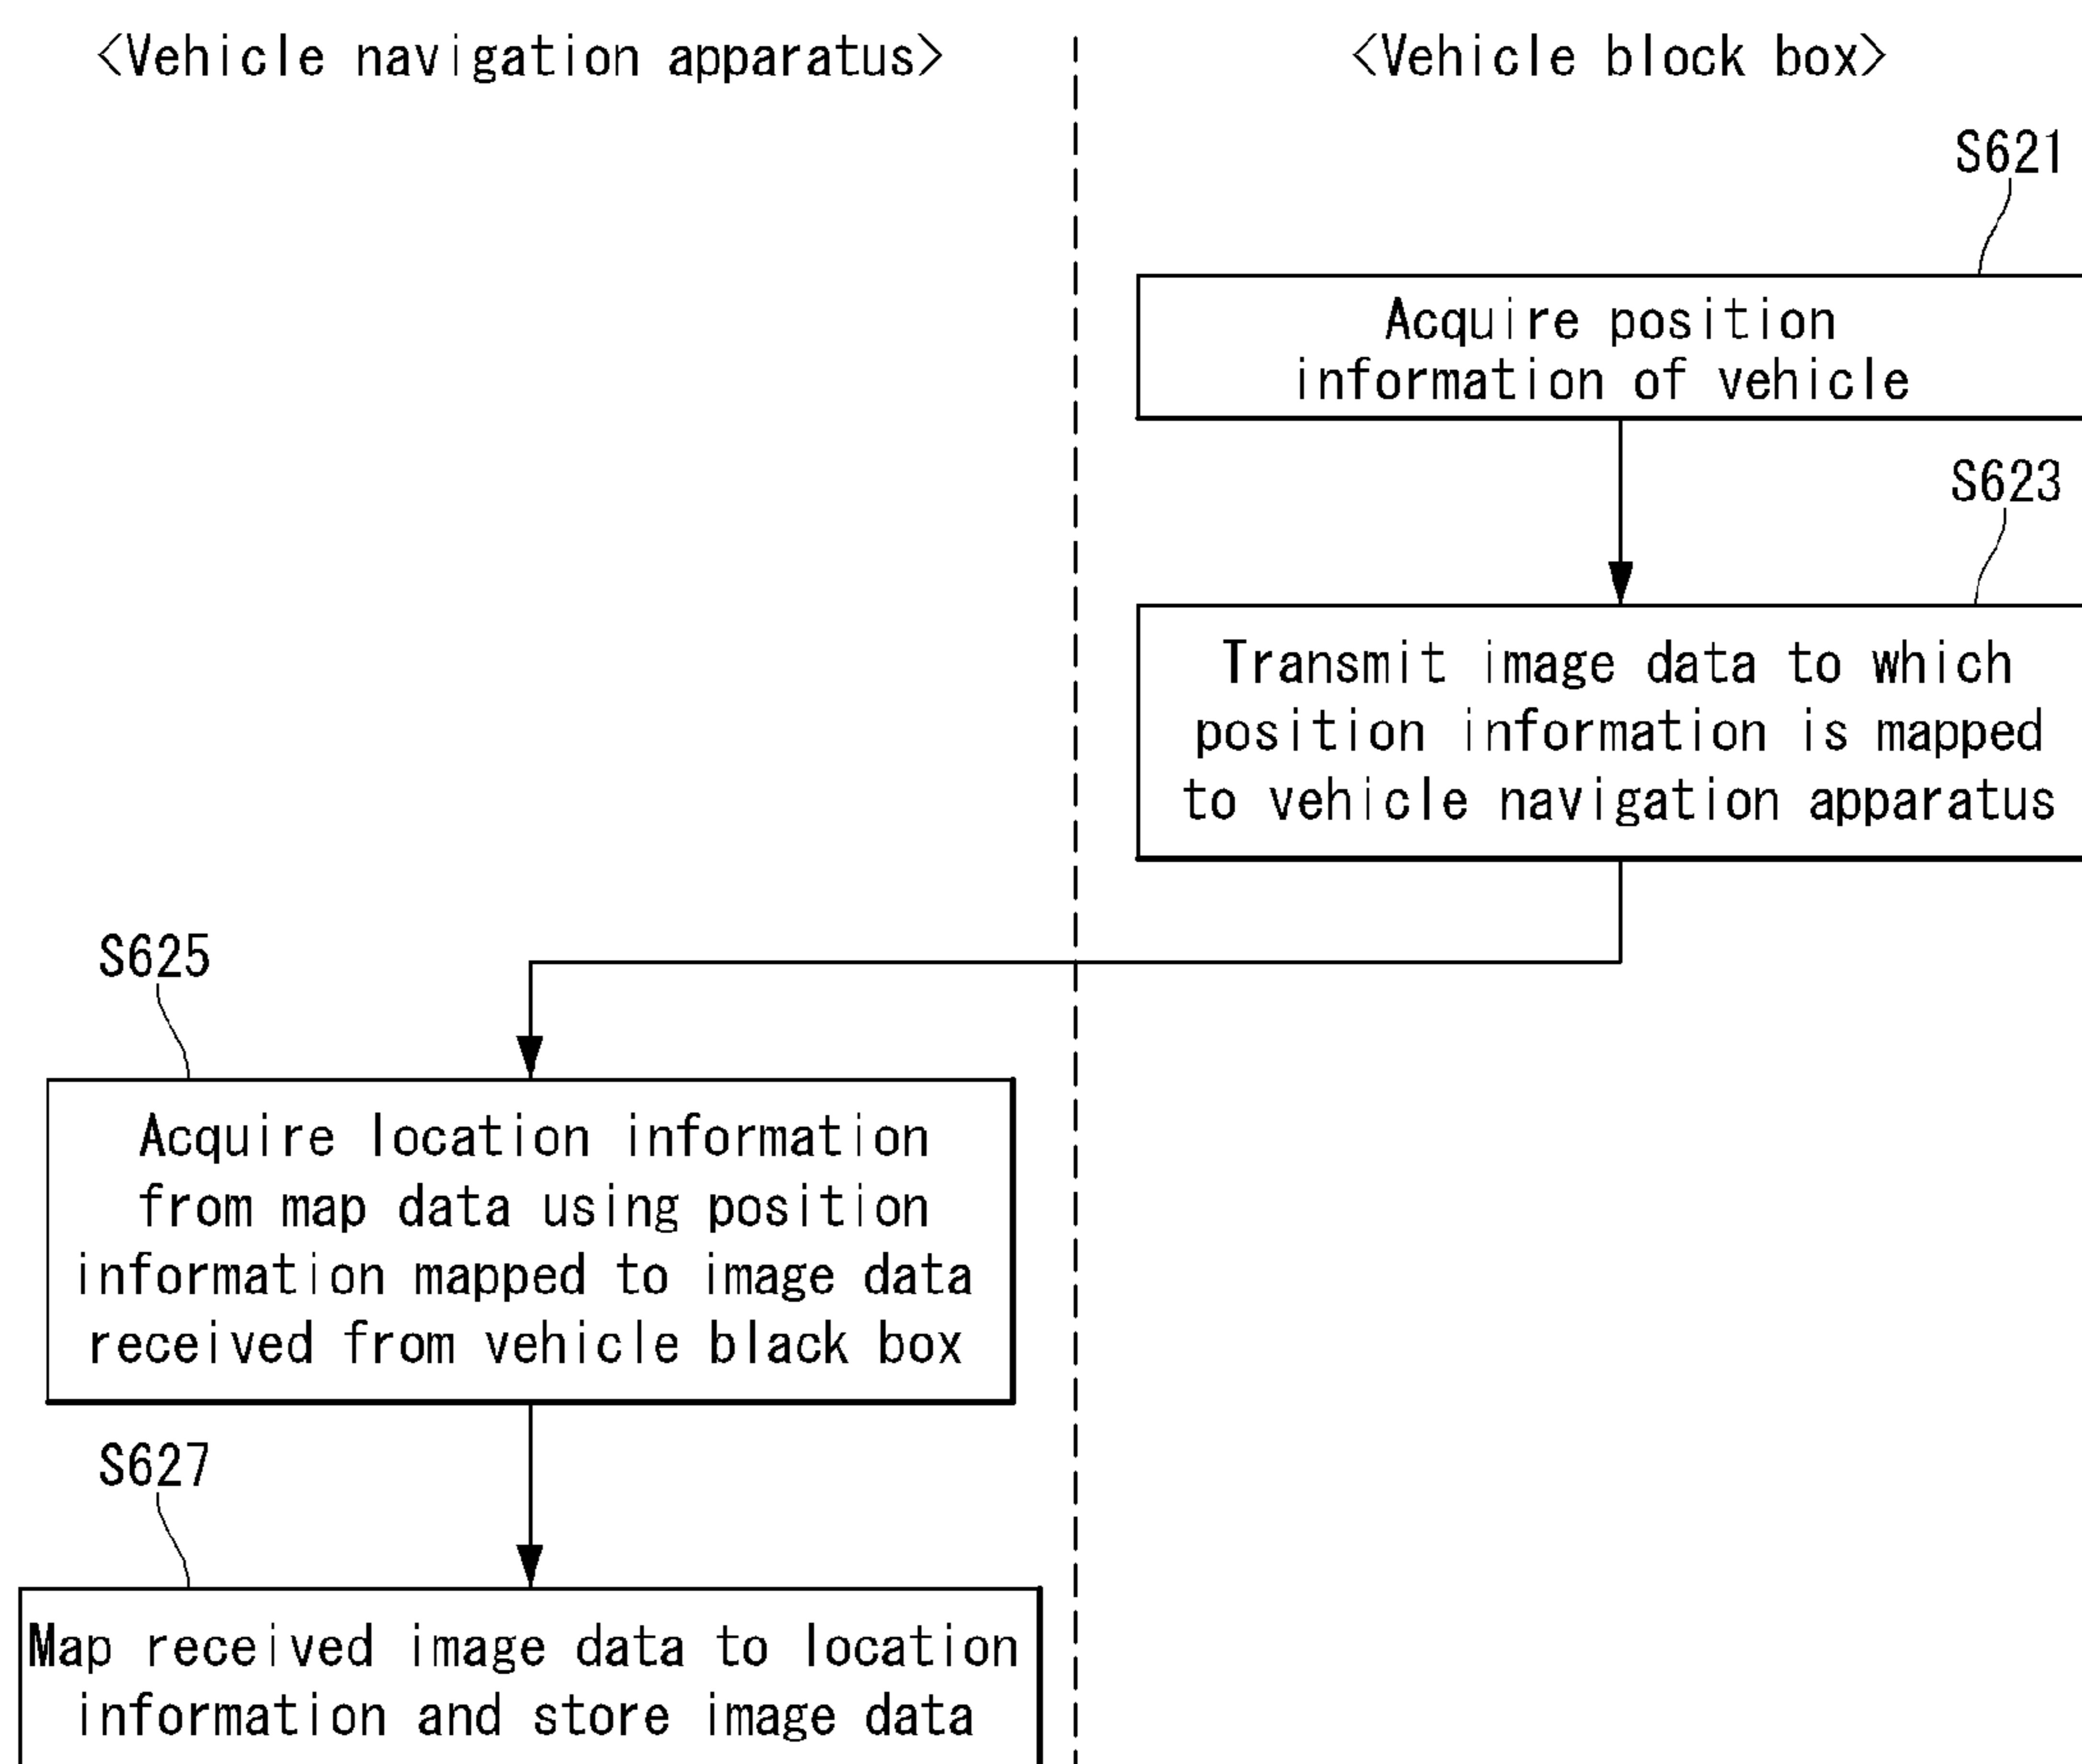 <Vehicle navigation apparatus>
<Vehicle block box>
S621
Acquire position
information of vehicle
S623
Transmit image data to which
position information is mapped
to vehicle navigation apparatus
S625
Acquire location information
from map data using position
information mapped to image data
received from vehicle black box
S627
Map received image data to location
information and store image data